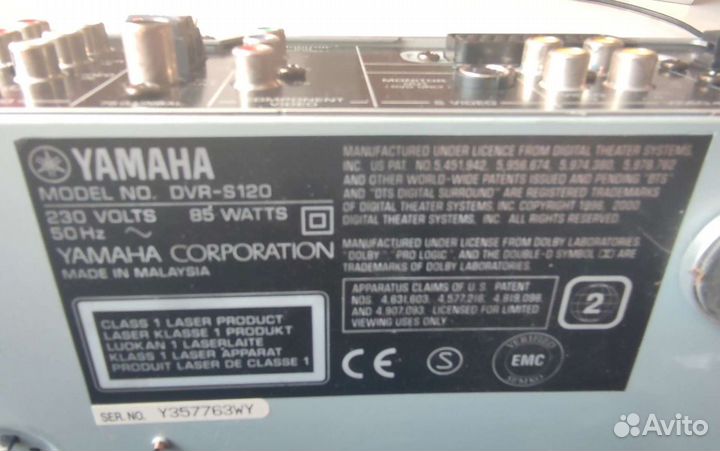 COMPONENT
VIDEO
MONITOR
S VIDEO
YAMAHA
MODEL NO. DVR-S120
230 VOLTS 85 WATTS
50Hz ~
YAMAHA CORPORATION
MADE IN MALAYSIA
CLASS 1 LASER PRODUCT
LASER KLASSE 1 PRODUKT
LUOKAN 1 LASERLAITE
KLASS 1 LASER APPARAT
PRODUIT LASER DE CLASSE 1
SER. NO. Y357763WY
MANUFACTURED UNDER LICENCE FROM DIGITAL THEATER SYSTEMS,
INC. US PAT. NO. 5,451,942, 5,956,674, 5,974,380, 5,978,762
AND OTHER WORLD-WIDE PATENTS ISSUED AND PENDING. "DTS"
AND "DTS DIGITAL SURROUND" ARE REGISTERED TRADEMARKS
OF DIGITAL THEATER SYSTEMS, INC. COPYRIGHT 1996, 2000
DIGITAL THEATER SYSTEMS, INC. ALL RIGHTS RESERVED.
MANUFACTURED UNDER LICENSE FROM DOLBY LABORATORIES.
"DOLBY", "PRO LOGIC", AND THE DOUBLE-D SYMBOL ARE
TRADEMARKS OF DOLBY LABORATORIES.
APPARATUS CLAIMS OF U.S. PATENT
NOS. 4,631,603, 4,577,216, 4,819,098,
AND 4,907,093, LICENSED FOR LIMITED
VIEWING USES ONLY.
2
CE
S
VERIFIED
EMC
Avito